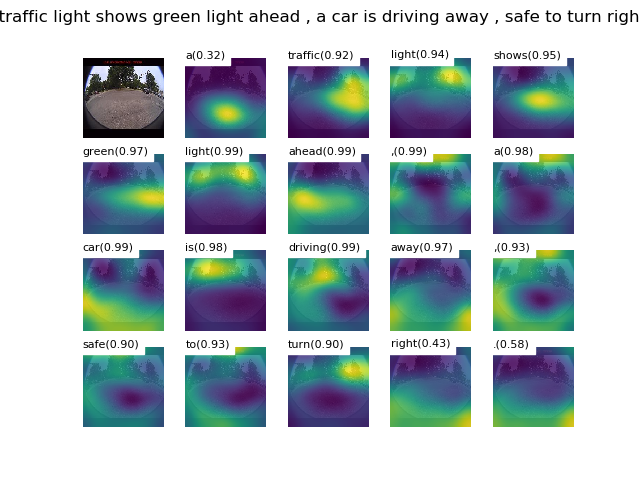 traffic light shows green light ahead , a car is driving away , safe to turn righ
a(0.32) traffic(0.92) light(0.94) shows(0.95)
green(0.97) light(0.99) ahead(0.99) ,(0.99) a(0.98)
car(0.99) is(0.98) driving(0.99) away(0.97) ,(0.93)
safe(0.90) to(0.93) turn(0.90) right(0.43) .(0.58)